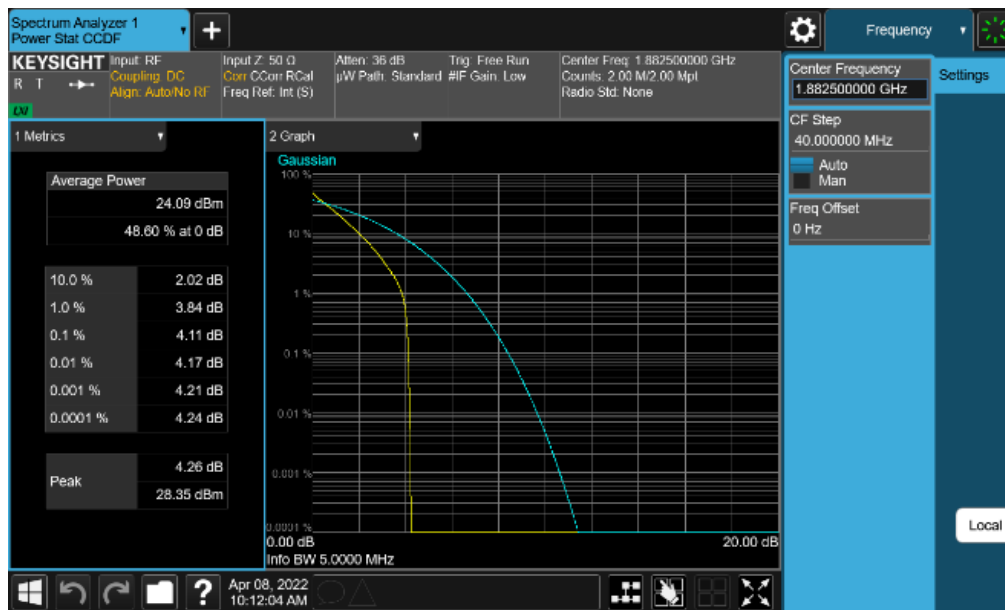 Spectrum Analyzer 1
Power Stat CCDF
+
Frequency
KEYSIGHT
R T
LXI
Input: RF
Coupling: DC
Align: Auto/No RF
Input Z: 50 Ω
Corr CCorr RCal
Freq Ref: Int (S)
Atten: 36 dB
µW Path: Standard
Trig: Free Run
#IF Gain: Low
Center Freq: 1.882500000 GHz
Counts: 2.00 M/2.00 Mpt
Radio Std: None
Center Frequency
1.882500000 GHz
Settings
CF Step
40.000000 MHz
Auto
Man
Freq Offset
0 Hz
Local
1 Metrics
Average Power
24.09 dBm
48.60 % at 0 dB
10.0 % 2.02 dB
1.0 % 3.84 dB
0.1 % 4.11 dB
0.01 % 4.17 dB
0.001 % 4.21 dB
0.0001 % 4.24 dB
Peak
4.26 dB
28.35 dBm
2 Graph
Gaussian
100 %
10 %
1 %
0.1 %
0.01 %
0.001 %
0.0001 %
0.00 dB 20.00 dB
Info BW 5.0000 MHz
?
Apr 08, 2022
10:12:04 AM